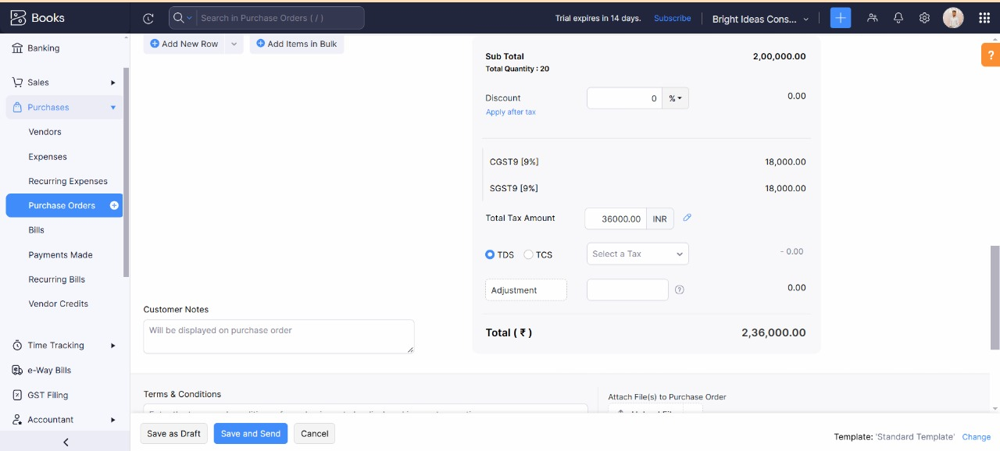 Books
Search in Purchase Orders ( / )
Trial expires in 14 days.
Subscribe
Bright Ideas Cons...
Banking
Sales
Purchases
Vendors
Expenses
Recurring Expenses
Purchase Orders
Bills
Payments Made
Recurring Bills
Vendor Credits
Time Tracking
e-Way Bills
GST Filing
Accountant
Add New Row
Add Items in Bulk
Sub Total 2,00,000.00
Total Quantity : 20
Discount 0 % 0.00
Apply after tax
CGST9 [9%] 18,000.00
SGST9 [9%] 18,000.00
Total Tax Amount 36000.00 INR
TDS TCS Select a Tax - 0.00
Adjustment ? 0.00
Total ( ₹ ) 2,36,000.00
Customer Notes
Will be displayed on purchase order
Terms & Conditions
Attach File(s) to Purchase Order
Save as Draft
Save and Send
Cancel
Template: 'Standard Template' Change
?